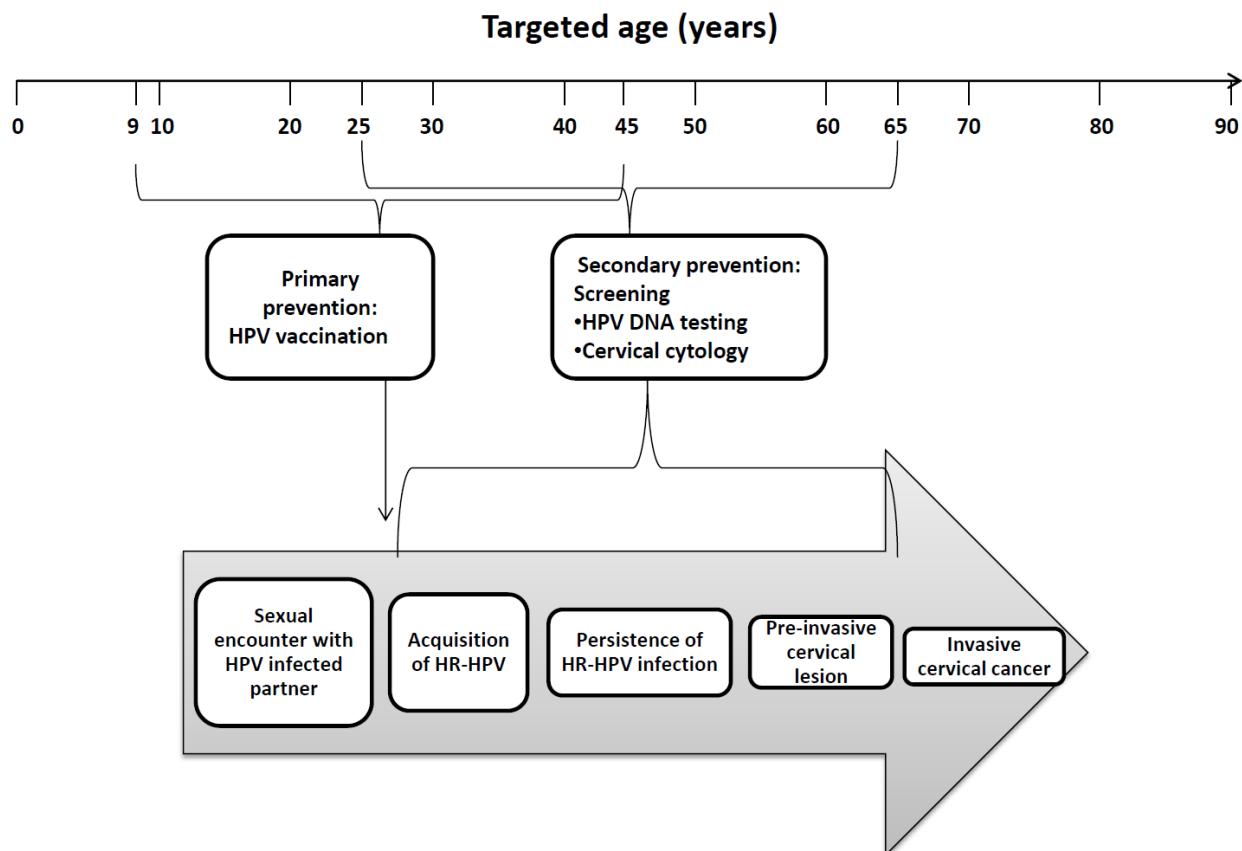 Targeted age (years)
0 9 10 20 25 30 40 45 50 60 65 70 80 90
Primary
prevention:
HPV vaccination
Secondary prevention:
Screening
•HPV DNA testing
•Cervical cytology
Sexual
encounter with
HPV infected
partner
Acquisition
of HR-HPV
Persistence of
HR-HPV infection
Pre-invasive
cervical
lesion
Invasive
cervical cancer